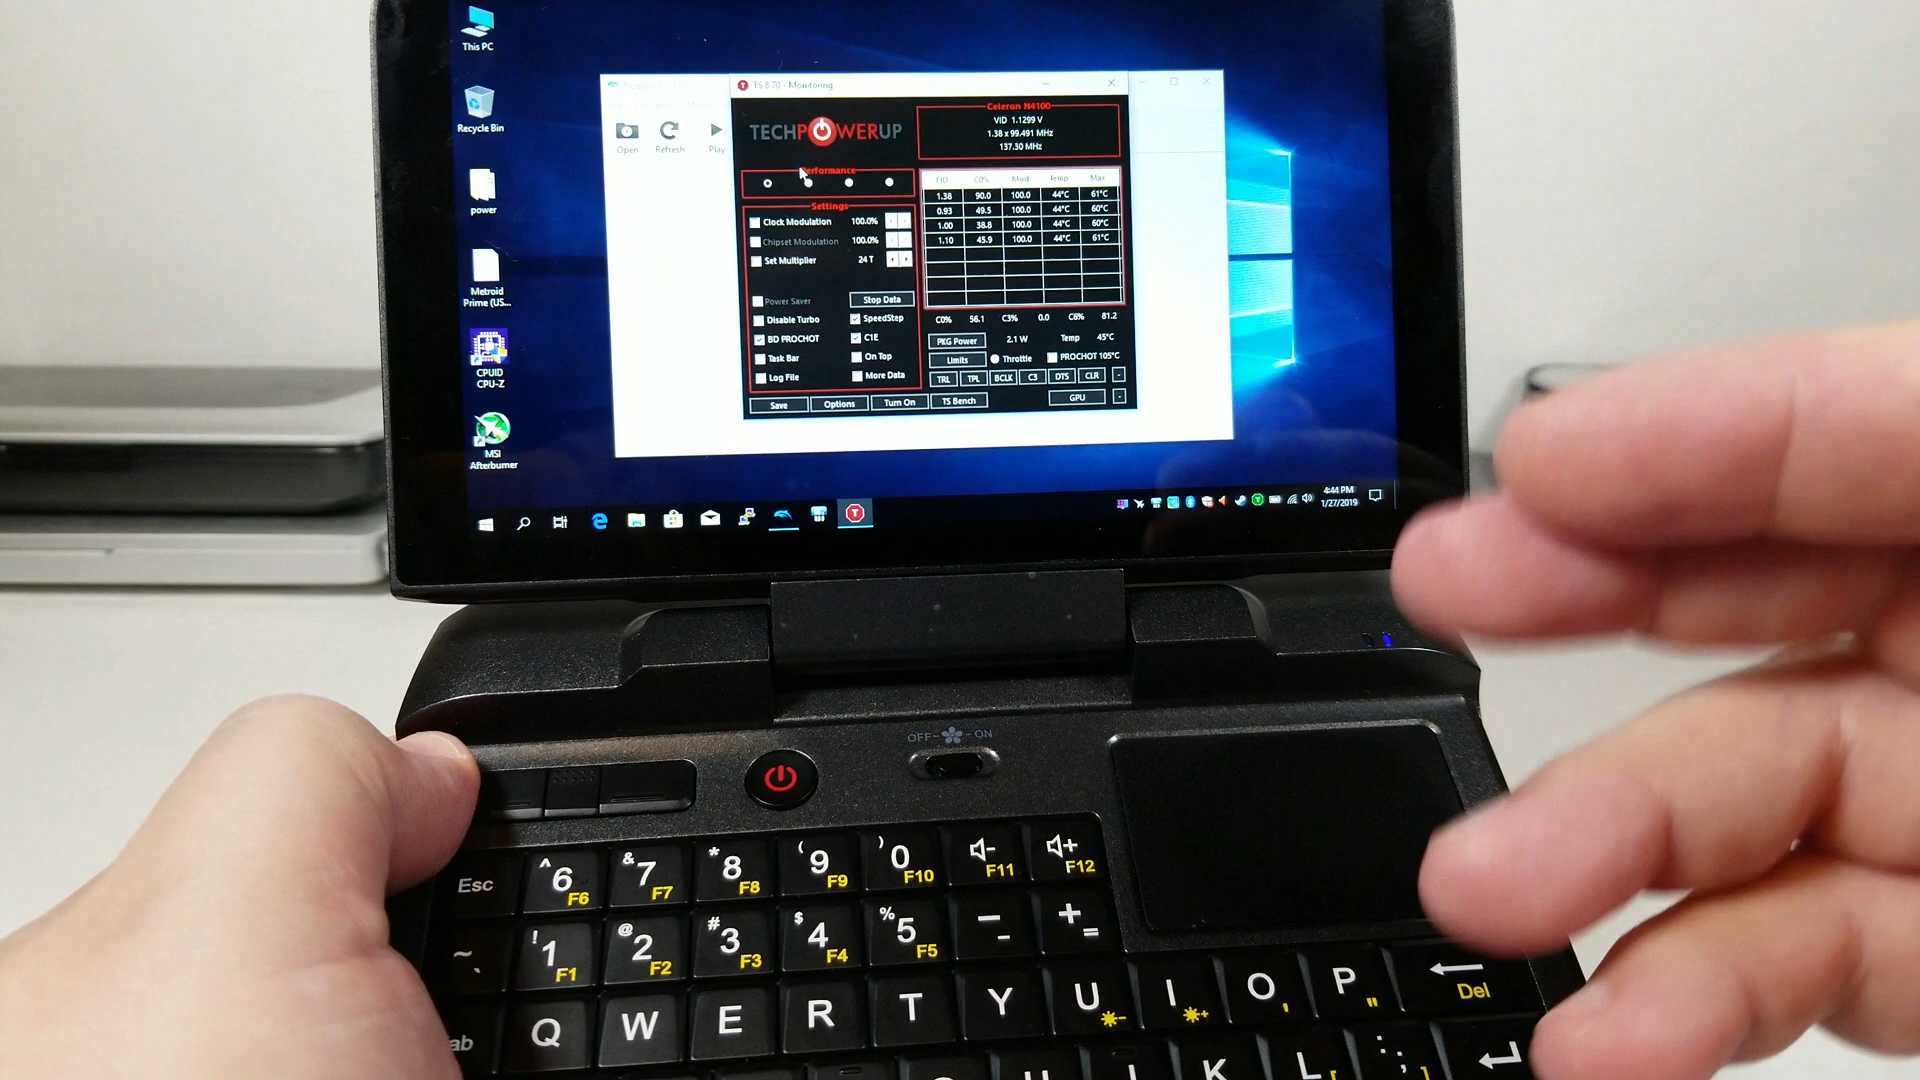 This PC
Recycle Bin
power
Metroid
Prime (US...
CPUID
CPU-Z
MSI
Afterburner
Open
Refresh
Play
TS 8.70 - Monitoring
TECHPOWERUP
Celeron N4100
VID 1.1299 V
1.38 x 99.491 MHz
137.30 MHz
Performance
FID C0% Mod Temp Max
1.38 90.0 100.0 44°C 61°C
0.93 49.5 100.0 44°C 60°C
1.00 38.8 100.0 44°C 60°C
1.10 45.9 100.0 44°C 61°C
Settings
Clock Modulation 100.0%
Chipset Modulation 100.0%
Set Multiplier 24 T
Power Saver Stop Data
Disable Turbo SpeedStep
BD PROCHOT C1E
Task Bar On Top
Log File More Data
C0% 56.1 C3% 0.0 C6% 81.2
PKG Power 2.1 W Temp 45°C
Limits Throttle PROCHOT 105°C
TRL TPL BCLK C3 DTS CLR -
Save Options Turn On TS Bench GPU -
4:44 PM
1/27/2019
OFF ON
Esc ^ 6 F6 & 7 F7 * 8 F8 ( 9 F9 ) 0 F10 - F11 + F12
~ ` ! 1 F1 @ 2 F2 # 3 F3 $ 4 F4 % 5 F5 _ - + =
ab Q W E R T Y U - I + O , P " Del
K L [ : ; ]